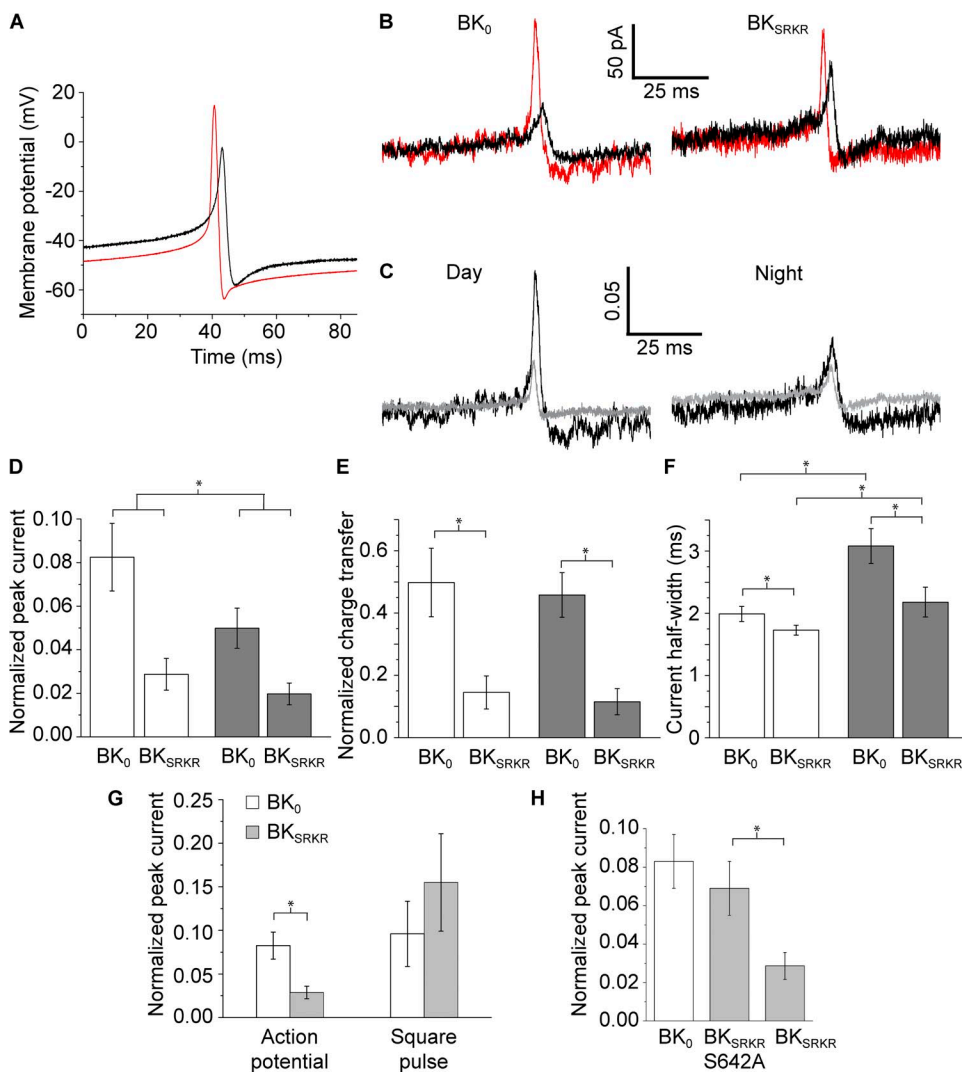 A
Membrane potential (mV)
20
0
-20
-40
-60
0 20 40 60 80
Time (ms)
B
BK0
50 pA
25 ms
BKSRKR
C
Day
0.05
25 ms
Night
D
Normalized peak current
0.10
0.08
0.06
0.04
0.02
0.00
*
BK0 BKSRKR BK0 BKSRKR
E
Normalized charge transfer
0.6
0.4
0.2
0.0
*
*
BK0 BKSRKR BK0 BKSRKR
F
Current half-width (ms)
3
2
1
0
*
*
*
*
BK0 BKSRKR BK0 BKSRKR
G
Normalized peak current
0.25
0.20
0.15
0.10
0.05
0.00
BK0
BKSRKR
*
Action
potential
Square
pulse
H
Normalized peak current
0.10
0.08
0.06
0.04
0.02
0.00
*
BK0 BKSRKR BKSRKR
S642A